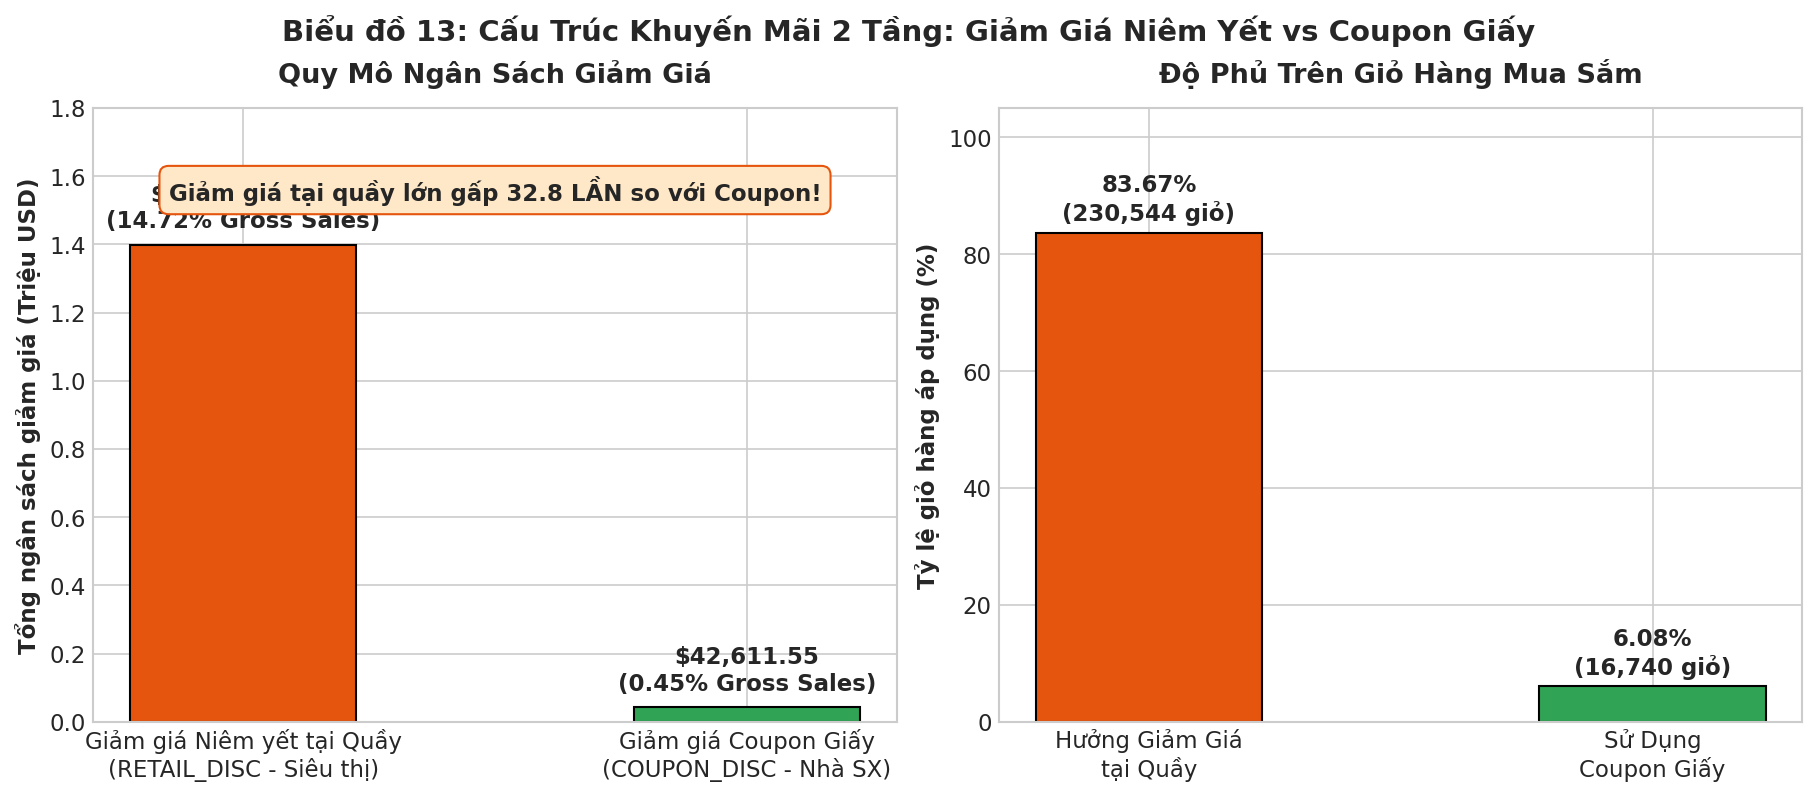 Biểu đồ 13: Cấu Trúc Khuyến Mãi 2 Tầng: Giảm Giá Niêm Yết vs Coupon Giấy
Quy Mô Ngân Sách Giảm Giá
Tổng ngân sách giảm giá (Triệu USD)
1.8
1.6
1.4
1.2
1.0
0.8
0.6
0.4
0.2
0.0
Giảm giá tại quầy lớn gấp 32.8 LẦN so với Coupon!
(14.72% Gross Sales)
$42,611.55
(0.45% Gross Sales)
Giảm giá Niêm yết tại Quầy
(RETAIL_DISC - Siêu thị)
Giảm giá Coupon Giấy
(COUPON_DISC - Nhà SX)
Độ Phủ Trên Giỏ Hàng Mua Sắm
Tỷ lệ giỏ hàng áp dụng (%)
100
80
60
40
20
0
83.67%
(230,544 giỏ)
6.08%
(16,740 giỏ)
Hưởng Giảm Giá
tại Quầy
Sử Dụng
Coupon Giấy